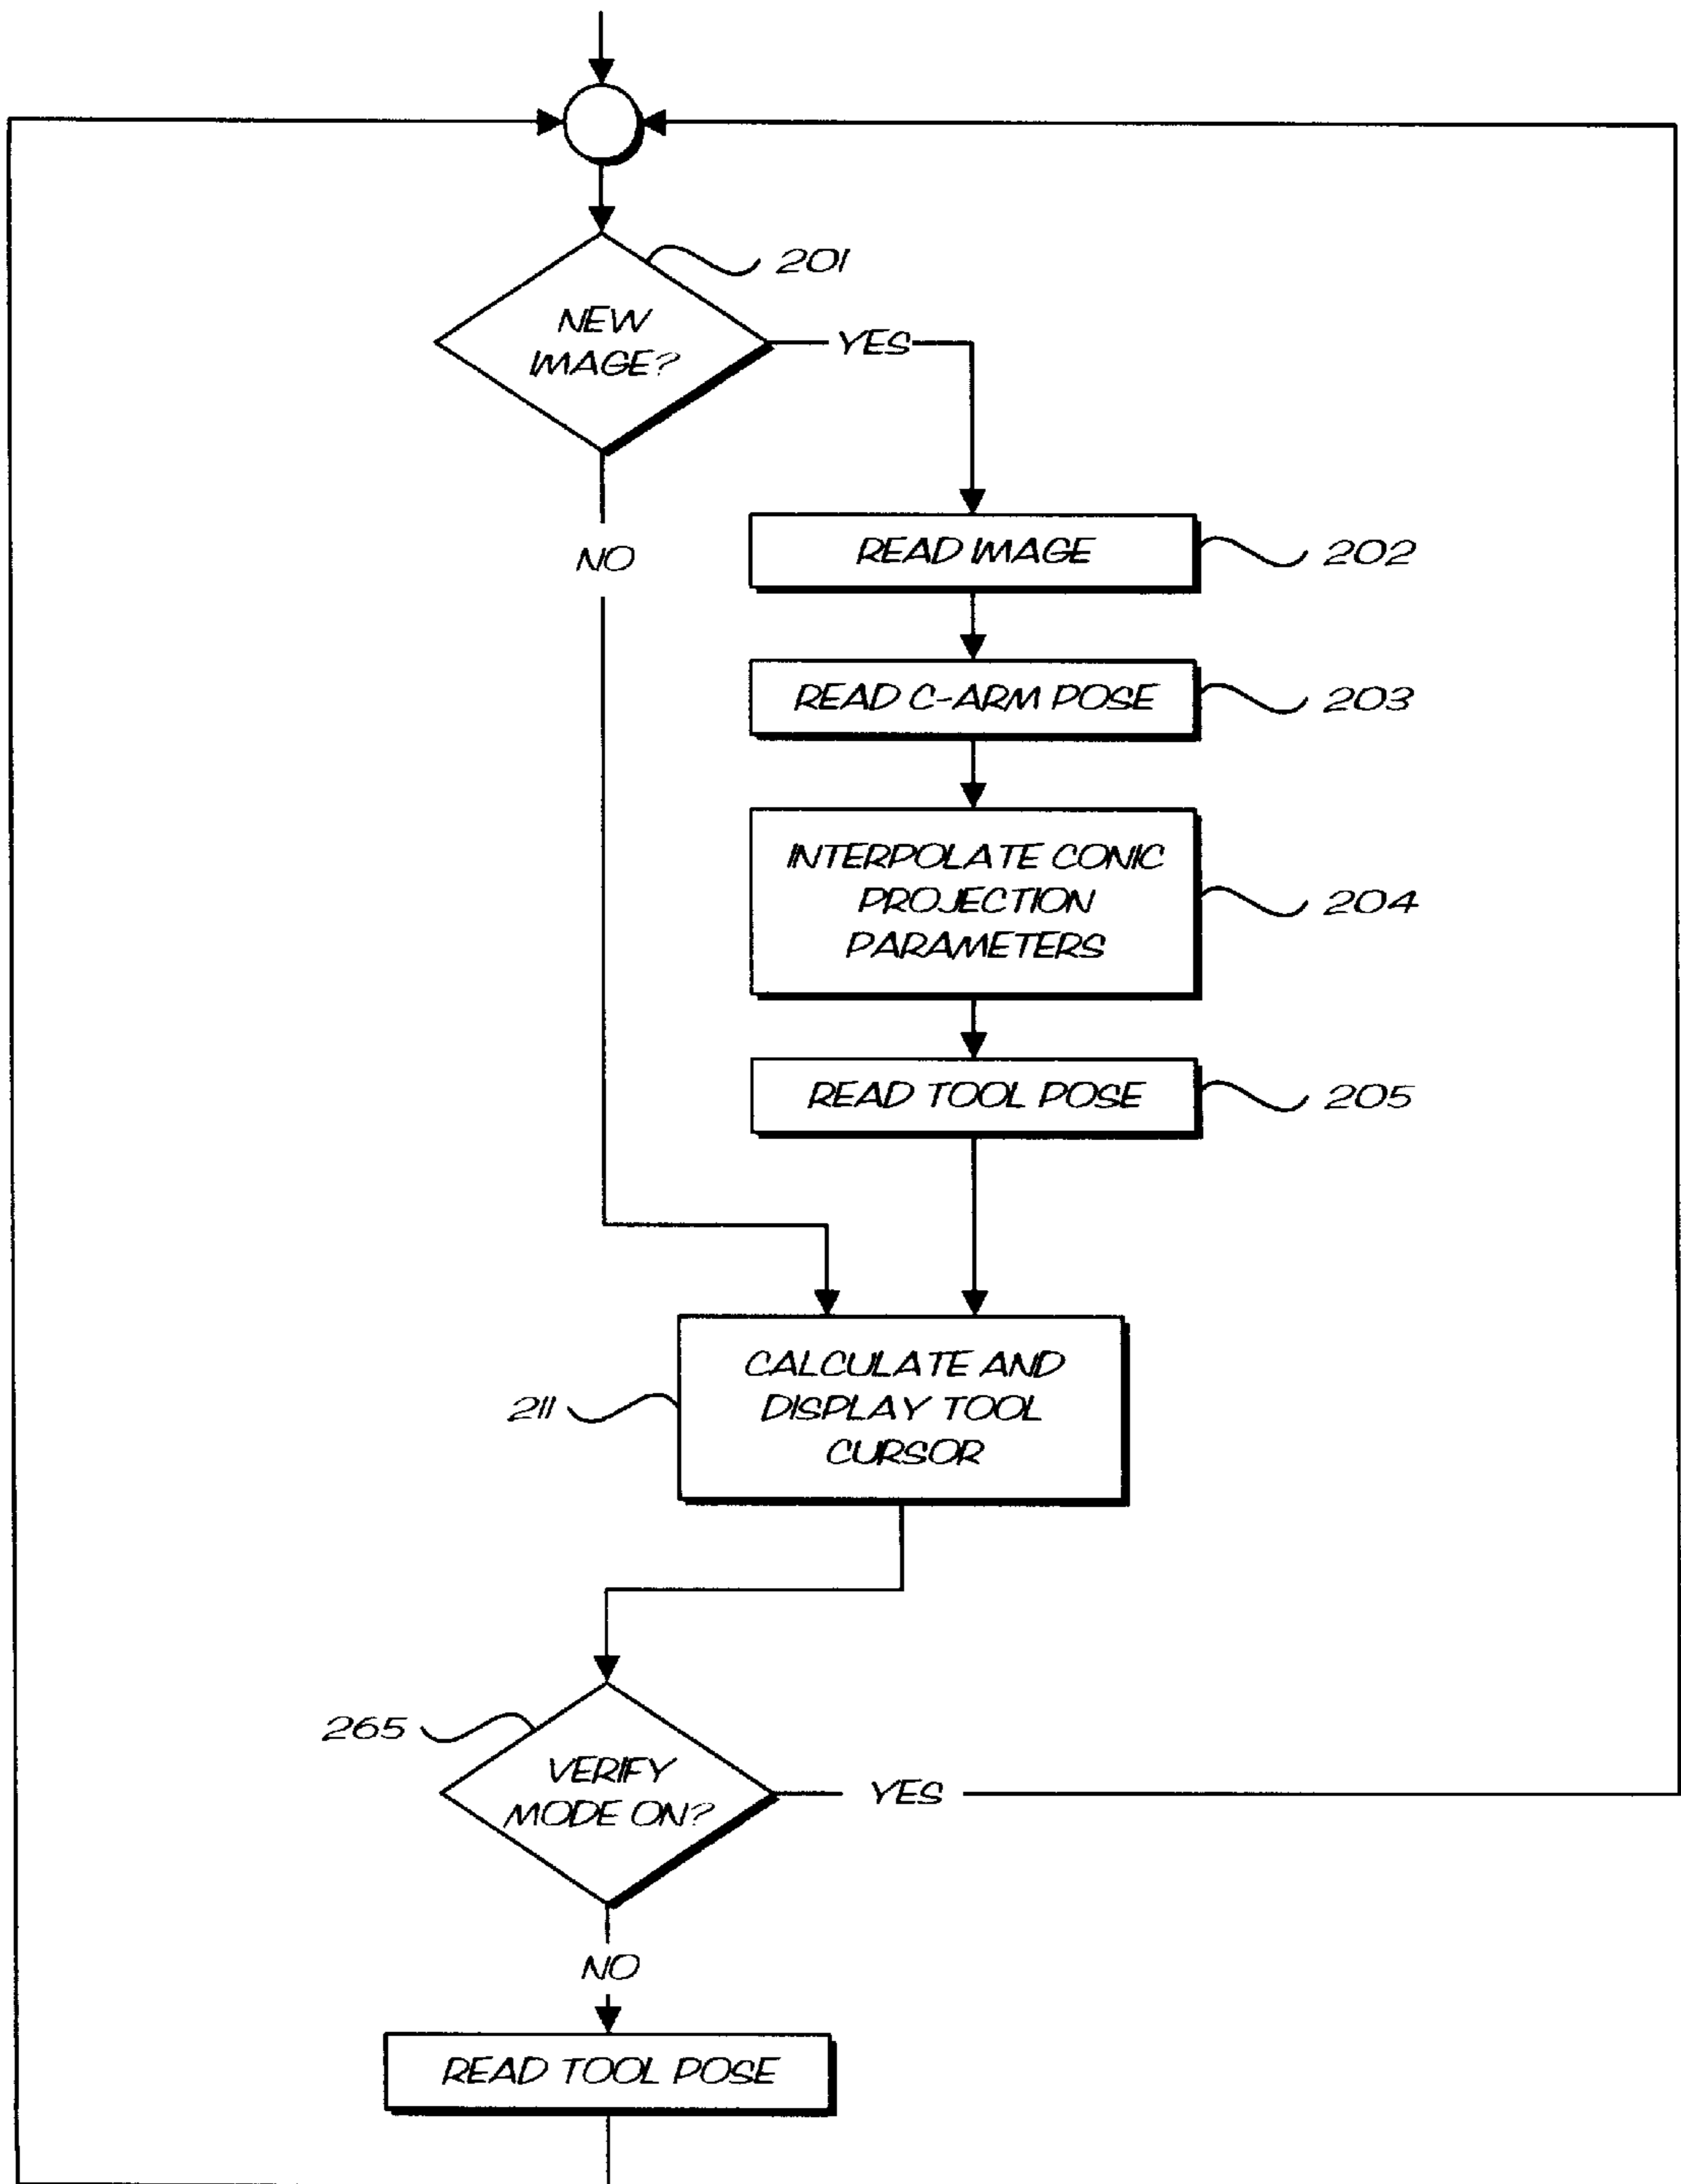 201
NEW
IMAGE?
YES
NO
READ IMAGE
202
READ C-ARM POSE
203
INTERPOLATE CONIC
PROJECTION
PARAMETERS
204
READ TOOL POSE
205
CALCULATE AND
DISPLAY TOOL
CURSOR
211
265
VERIFY
MODE ON?
YES
NO
READ TOOL POSE